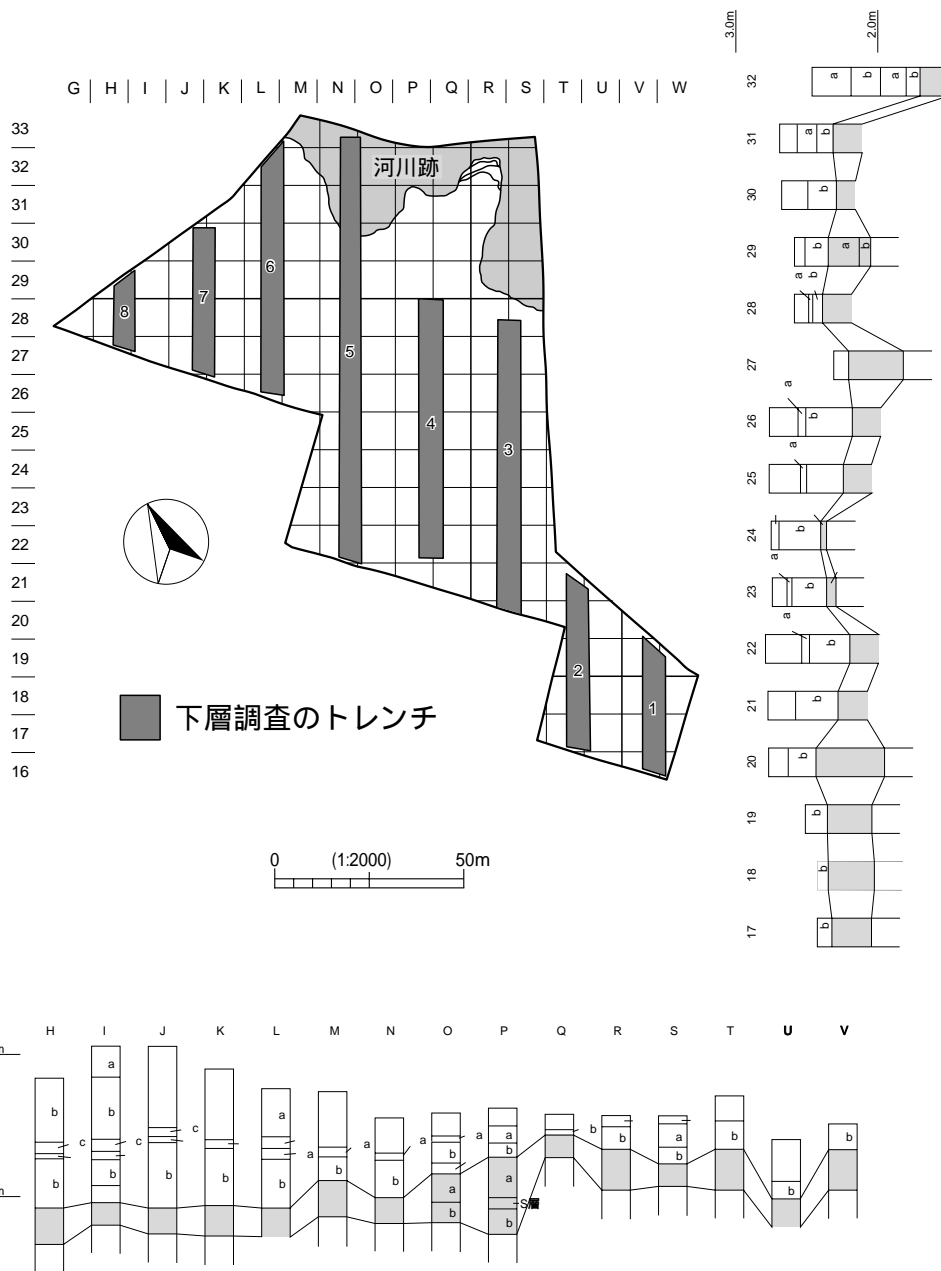 3.0m 2.0m
G H I J K L M N O P Q R S T U V W
33
32
31
30
29
28
27
26
25
24
23
22
21
20
19
18
17
16
河川跡
8
7
6
5
4
3
2
1
下層調査のトレンチ
0 (1:2000) 50m
32 a b a b
31 a b
30 b
29 b a b
28 a b
27
26 a b
25 a
24 a b
23 a b
22 a b
21 b
20 b
19 b
18 b
17 b
H I J K L M N O P Q R S T U V
m
a a
b b a a b a b
c c c a b b a b b b
b b b b b b b a a b b
b b S層